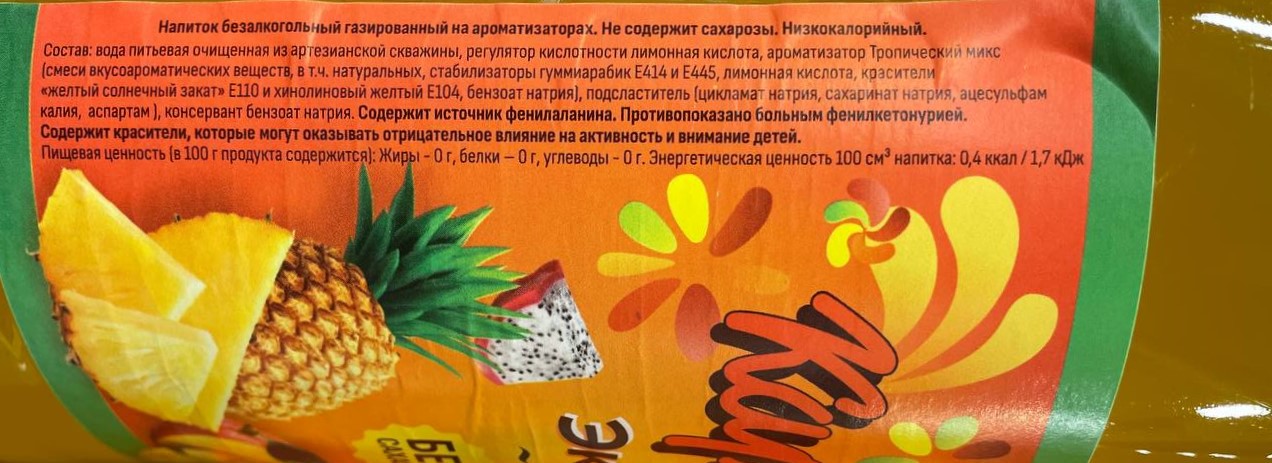 Напиток безалкогольный газированный на ароматизаторах. Не содержит сахарозы. Низкокалорийный.
Состав: вода питьевая очищенная из артезианской скважины, регулятор кислотности лимонная кислота, ароматизатор Тропический микс
(смеси вкусоароматических веществ, в т.ч. натуральных, стабилизаторы гуммиарабик Е414 и Е445, лимонная кислота, красители
«желтый солнечный закат» Е110 и хинолиновый желтый Е104, бензоат натрия), подсластитель (цикламат натрия, сахаринат натрия, ацесульфам
калия, аспартам ), консервант бензоат натрия. Содержит источник фенилаланина. Противопоказано больным фенилкетонурией.
Содержит красители, которые могут оказывать отрицательное влияние на активность и внимание детей.
Пищевая ценность (в 100 г продукта содержится): Жиры - 0 г, белки – 0 г, углеводы - 0 г. Энергетическая ценность 100 см³ напитка: 0,4 ккал / 1,7 кДж